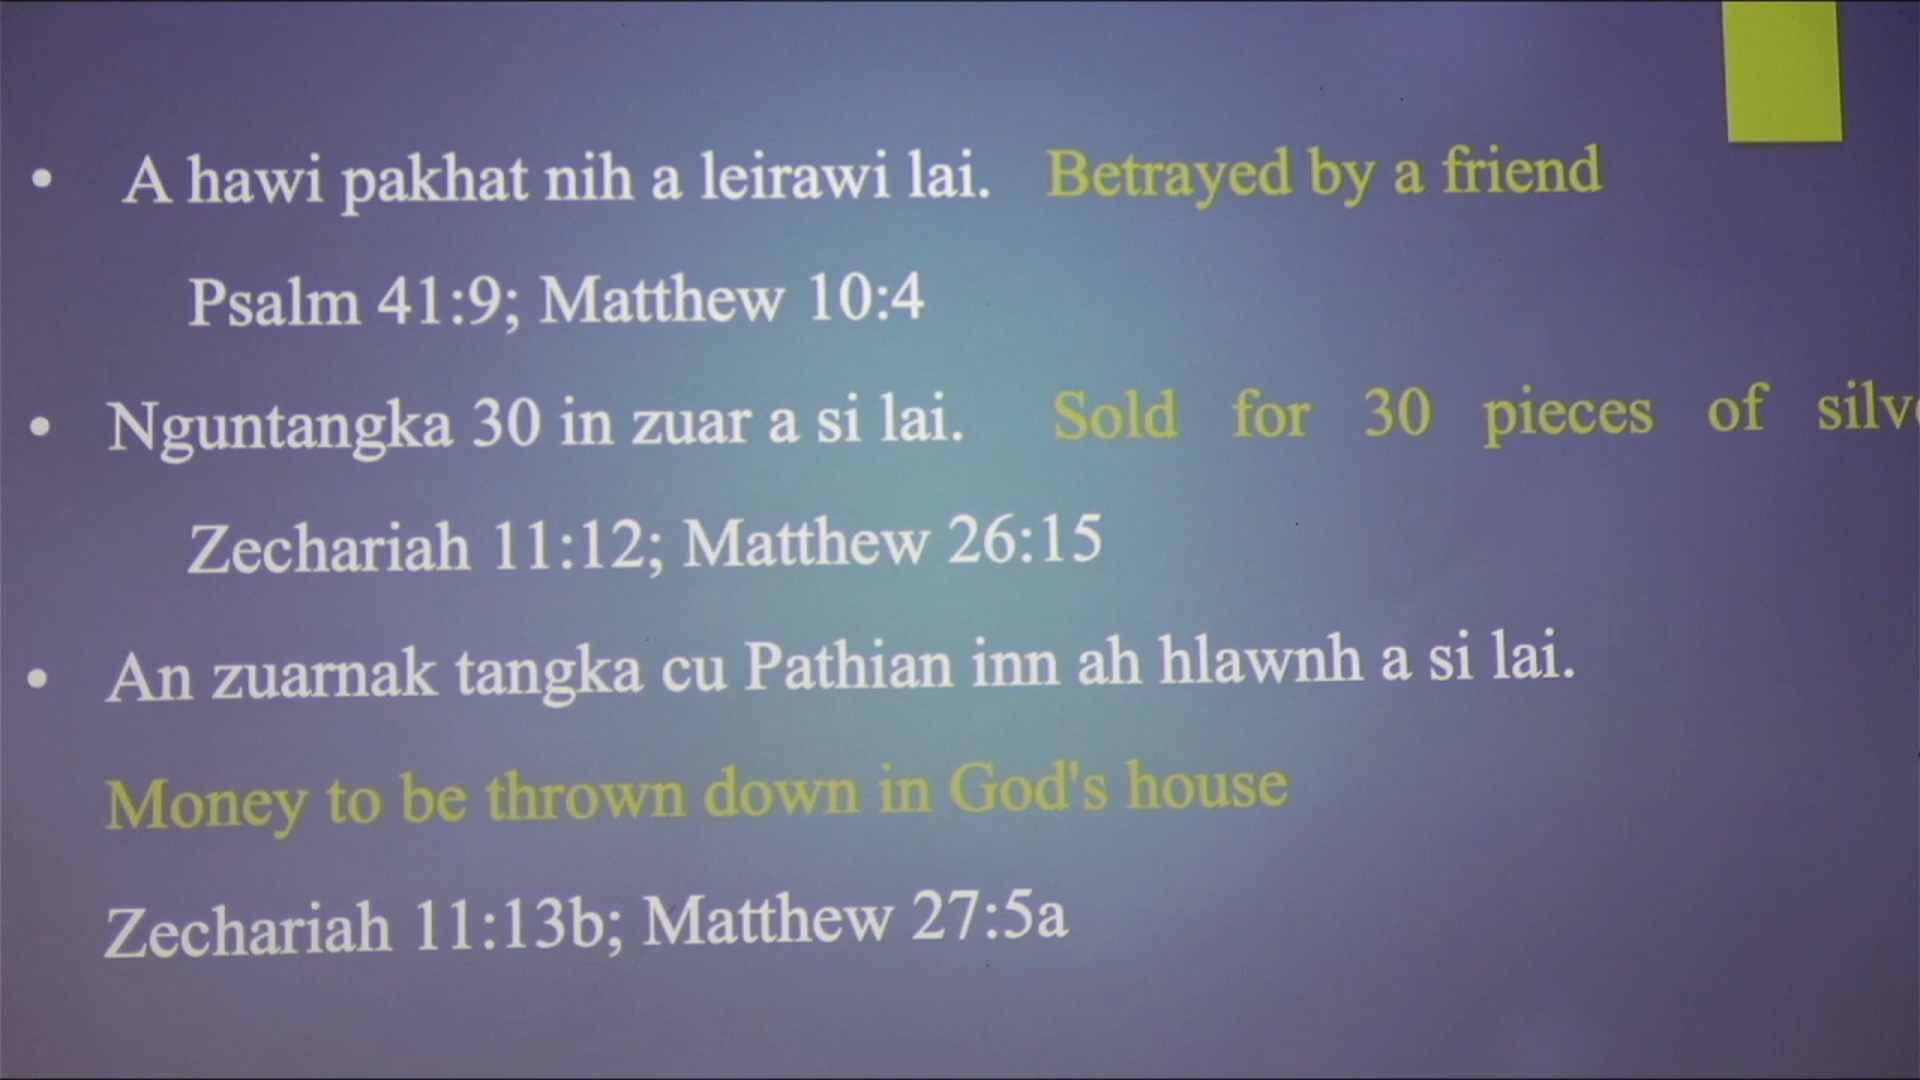 • A hawi pakhat nih a leirawi lai. Betrayed by a friend
Psalm 41:9; Matthew 10:4
• Nguntangka 30 in zuar a si lai. Sold for 30 pieces of
Zechariah 11:12; Matthew 26:15
• An zuarnak tangka cu Pathian inn ah hlawnh a si lai.
Money to be thrown down in God's house
Zechariah 11:13b; Matthew 27:5a